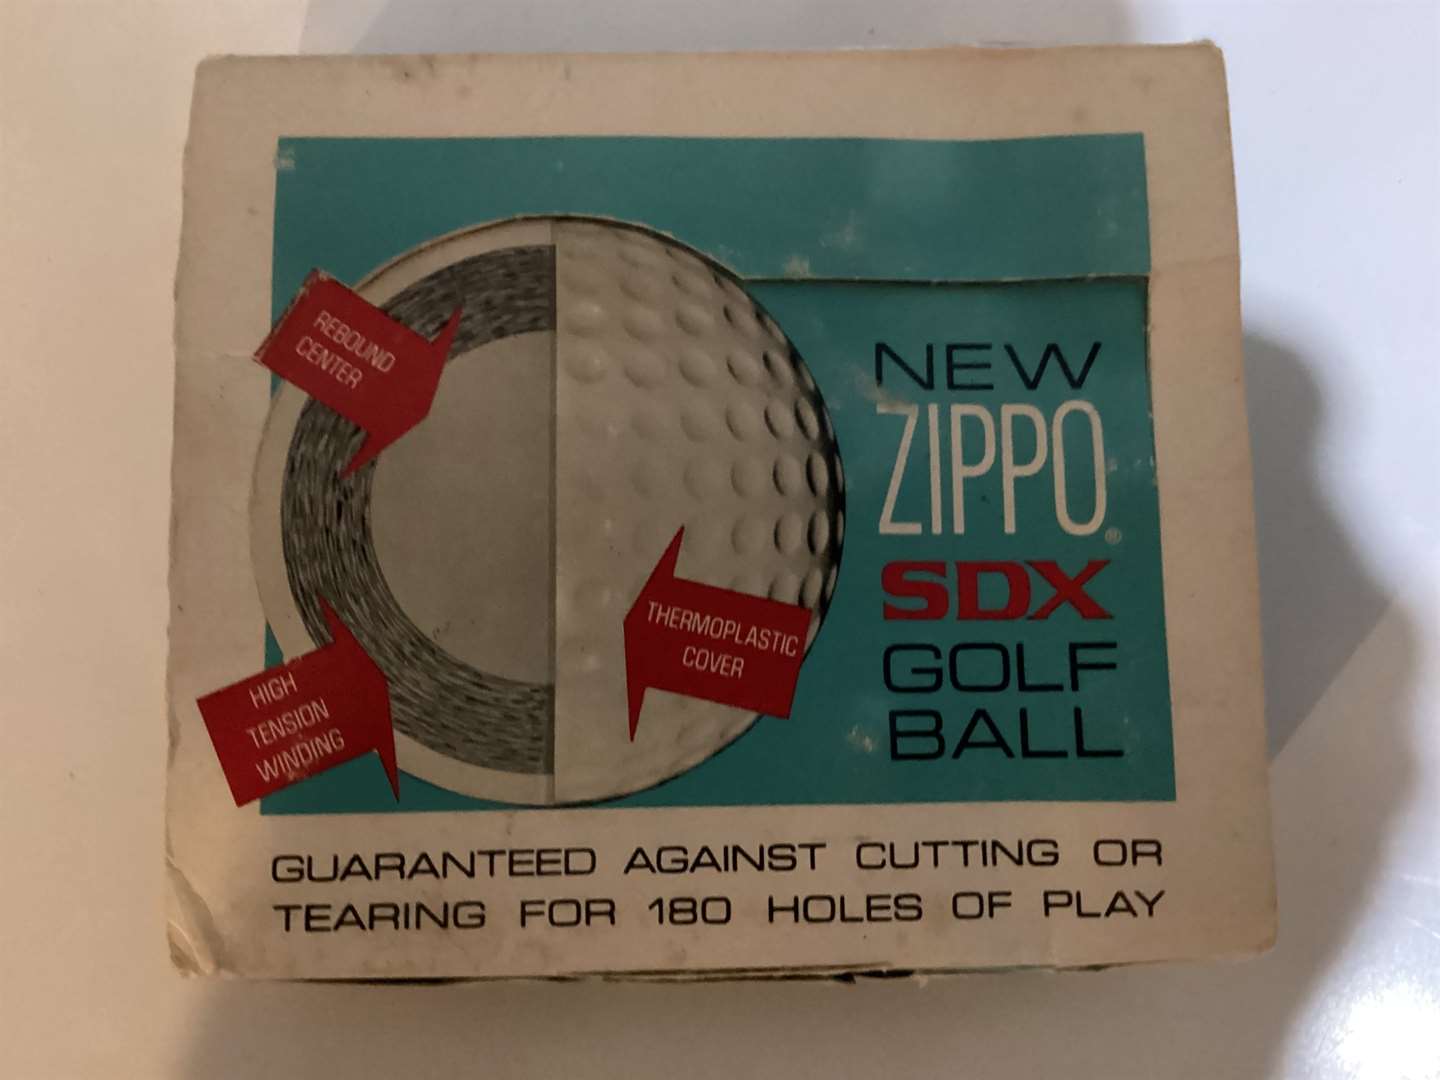 REBOUND
CENTER
HIGH
TENSION
WINDING
THERMOPLASTIC
COVER
NEW
ZIPPO®
SDX
GOLF
BALL
GUARANTEED AGAINST CUTTING OR
TEARING FOR 180 HOLES OF PLAY